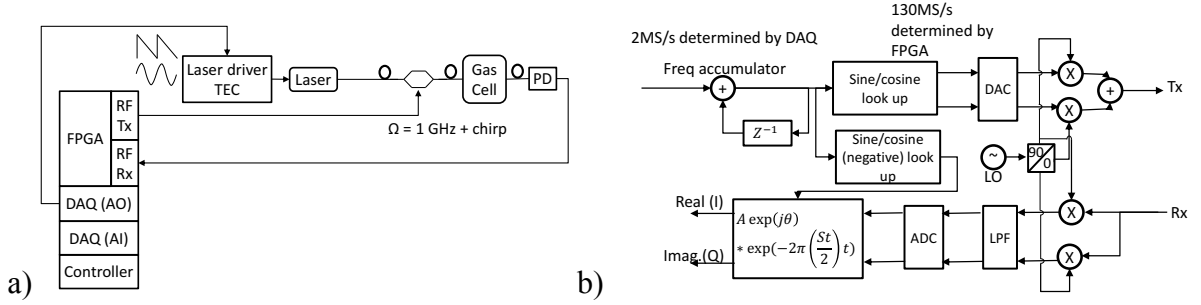 a)
Laser driver
TEC
Laser
Gas
Cell
PD
Ω = 1 GHz + chirp
FPGA
RF
Tx
RF
Rx
DAQ (AO)
DAQ (AI)
Controller
b)
2MS/s determined by DAQ
130MS/s
determined by
FPGA
Freq accumulator
+
Z⁻¹
Sine/cosine
look up
DAC
X
X
+
Tx
Sine/cosine
(negative) look
up
~
LO
90
0
Real (I)
Imag.(Q)
A exp(jθ)
* exp(−2π(St/2)t)
ADC
LPF
X
X
Rx